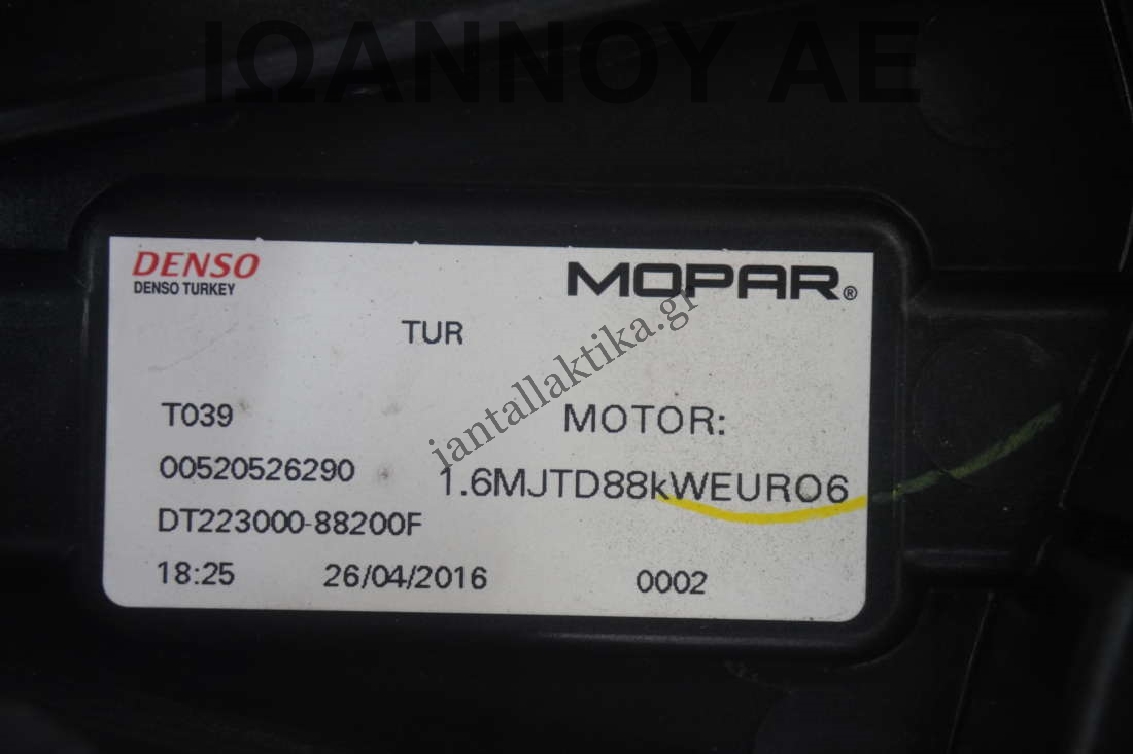 ΙΩΑΝΝΟΥ ΑΕ
DENSO
DENSO TURKEY
MOPAR®
TUR
jantallaktika.gr
T039
MOTOR:
00520526290
1.6MJTD88kWEURO6
DT223000-88200F
18:25 26/04/2016 0002